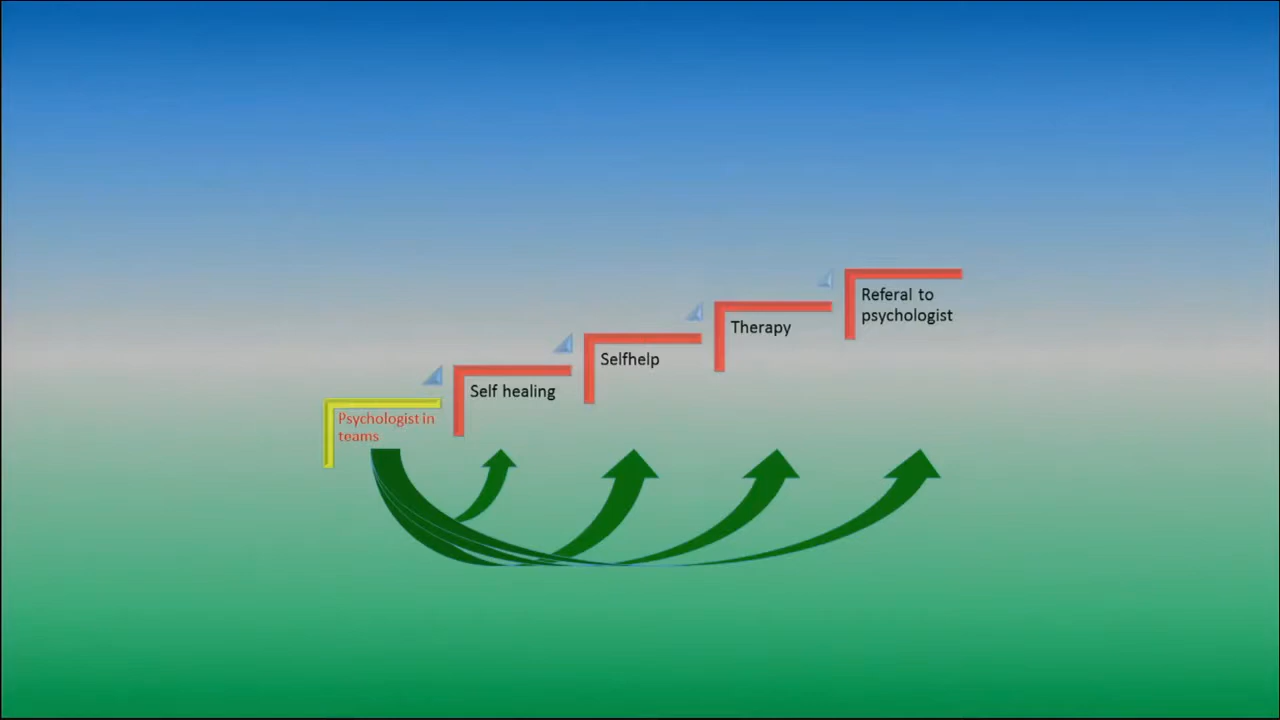 Referal to
psychologist
Therapy
Selfhelp
Self healing
Psychologist in
teams